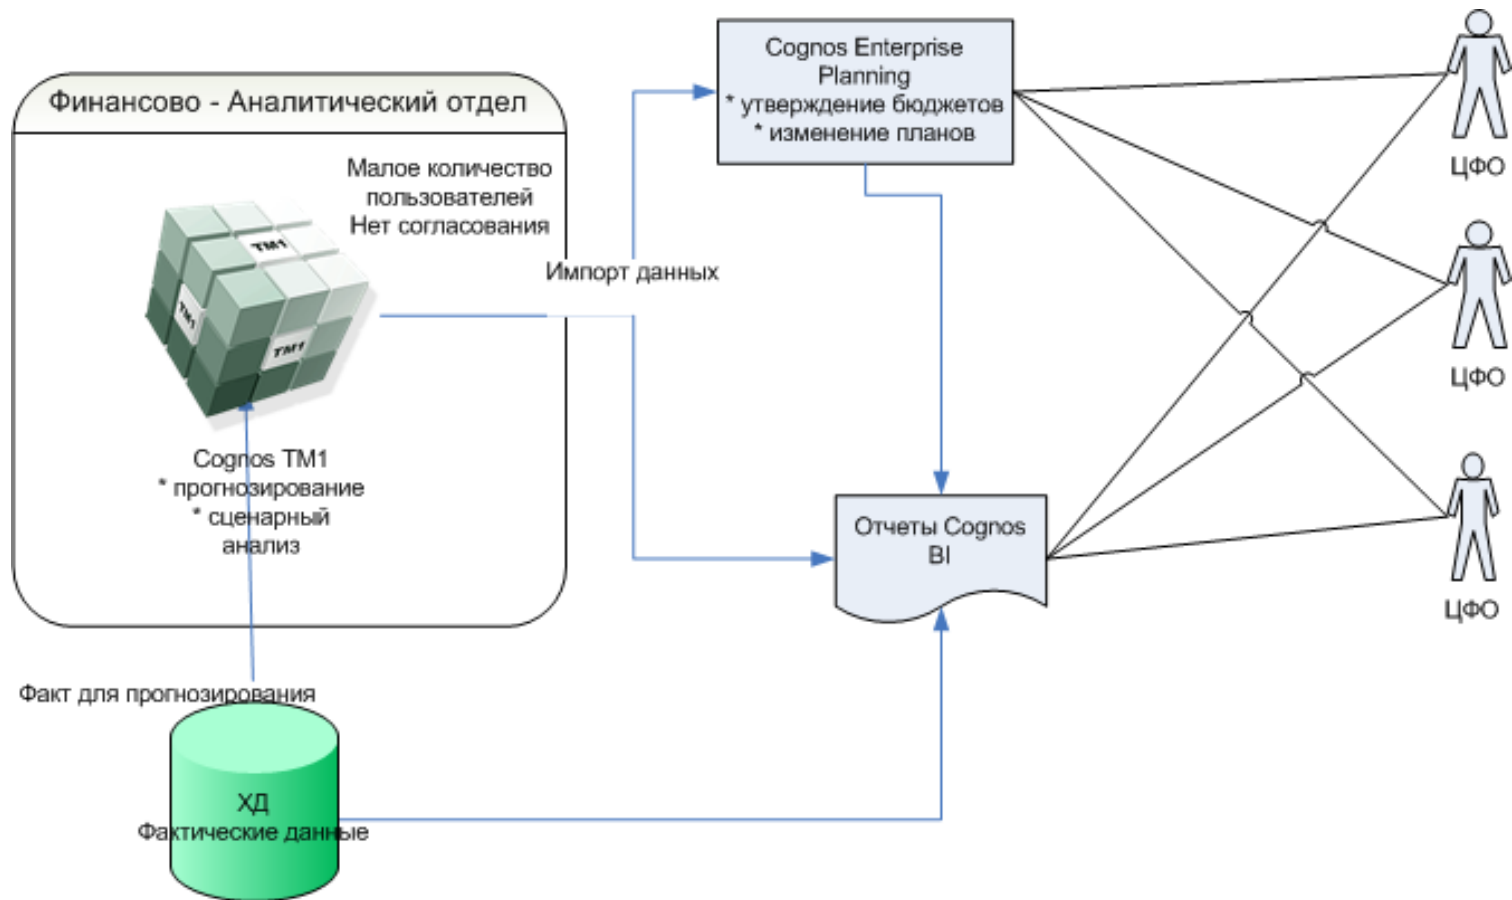 Финансово - Аналитический отдел
Малое количество
пользователей
Нет согласования
TM1
TM1
TM1
Cognos TM1
* прогнозирование
* сценарный
анализ
Импорт данных
Cognos Enterprise
Planning
* утверждение бюджетов
* изменение планов
Отчеты Cognos
BI
ЦФО
ЦФО
ЦФО
Факт для прогнозирования
ХД
Фактические данные